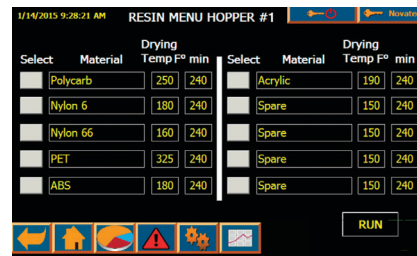 1/14/2015 9:28:21 AM RESIN MENU HOPPER #1 Novate
Drying Drying
Select Material Temp Fº min Select Material Temp Fº min
Polycarb 250 240 Acrylic 190 240
Nylon 6 180 240 Spare 150 240
Nylon 66 160 240 Spare 150 240
PET 325 240 Spare 150 240
ABS 180 240 Spare 150 240
RUN